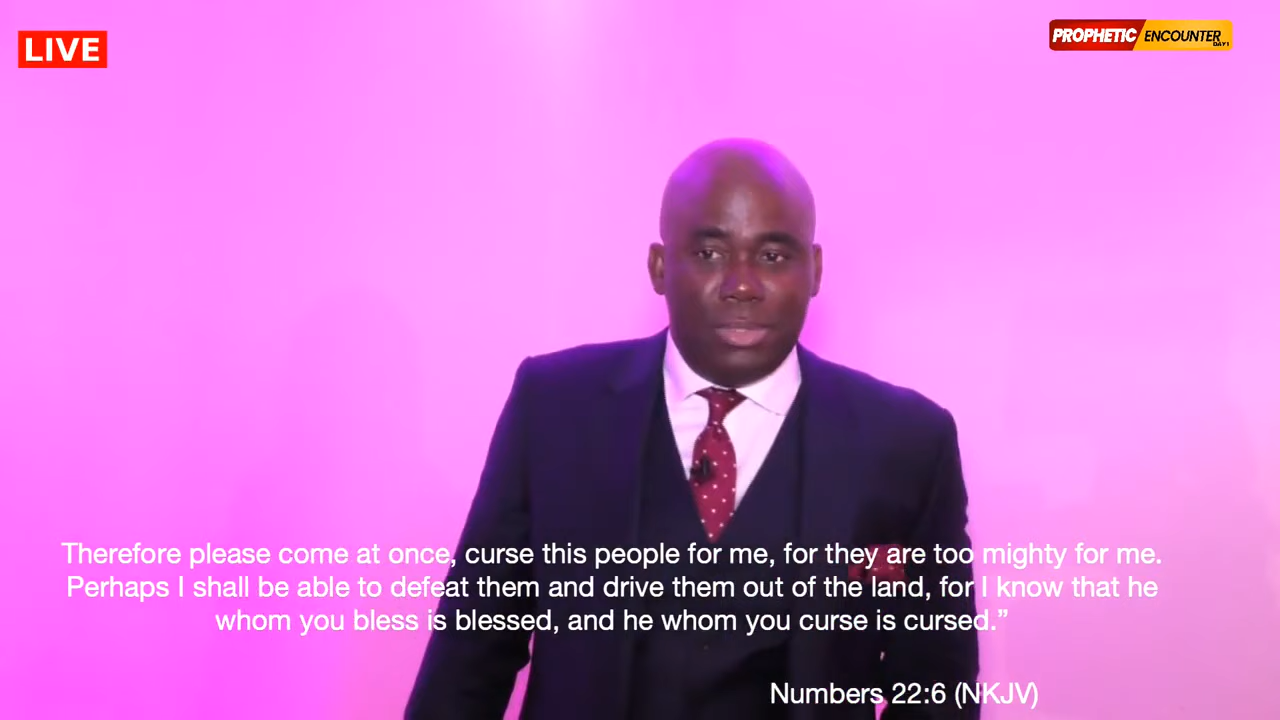 LIVE
PROPHETIC ENCOUNTER
DAY1
Therefore please come at once, curse this people for me, for they are too mighty for me.
Perhaps I shall be able to defeat them and drive them out of the land, for I know that he
whom you bless is blessed, and he whom you curse is cursed.”
Numbers 22:6 (NKJV)